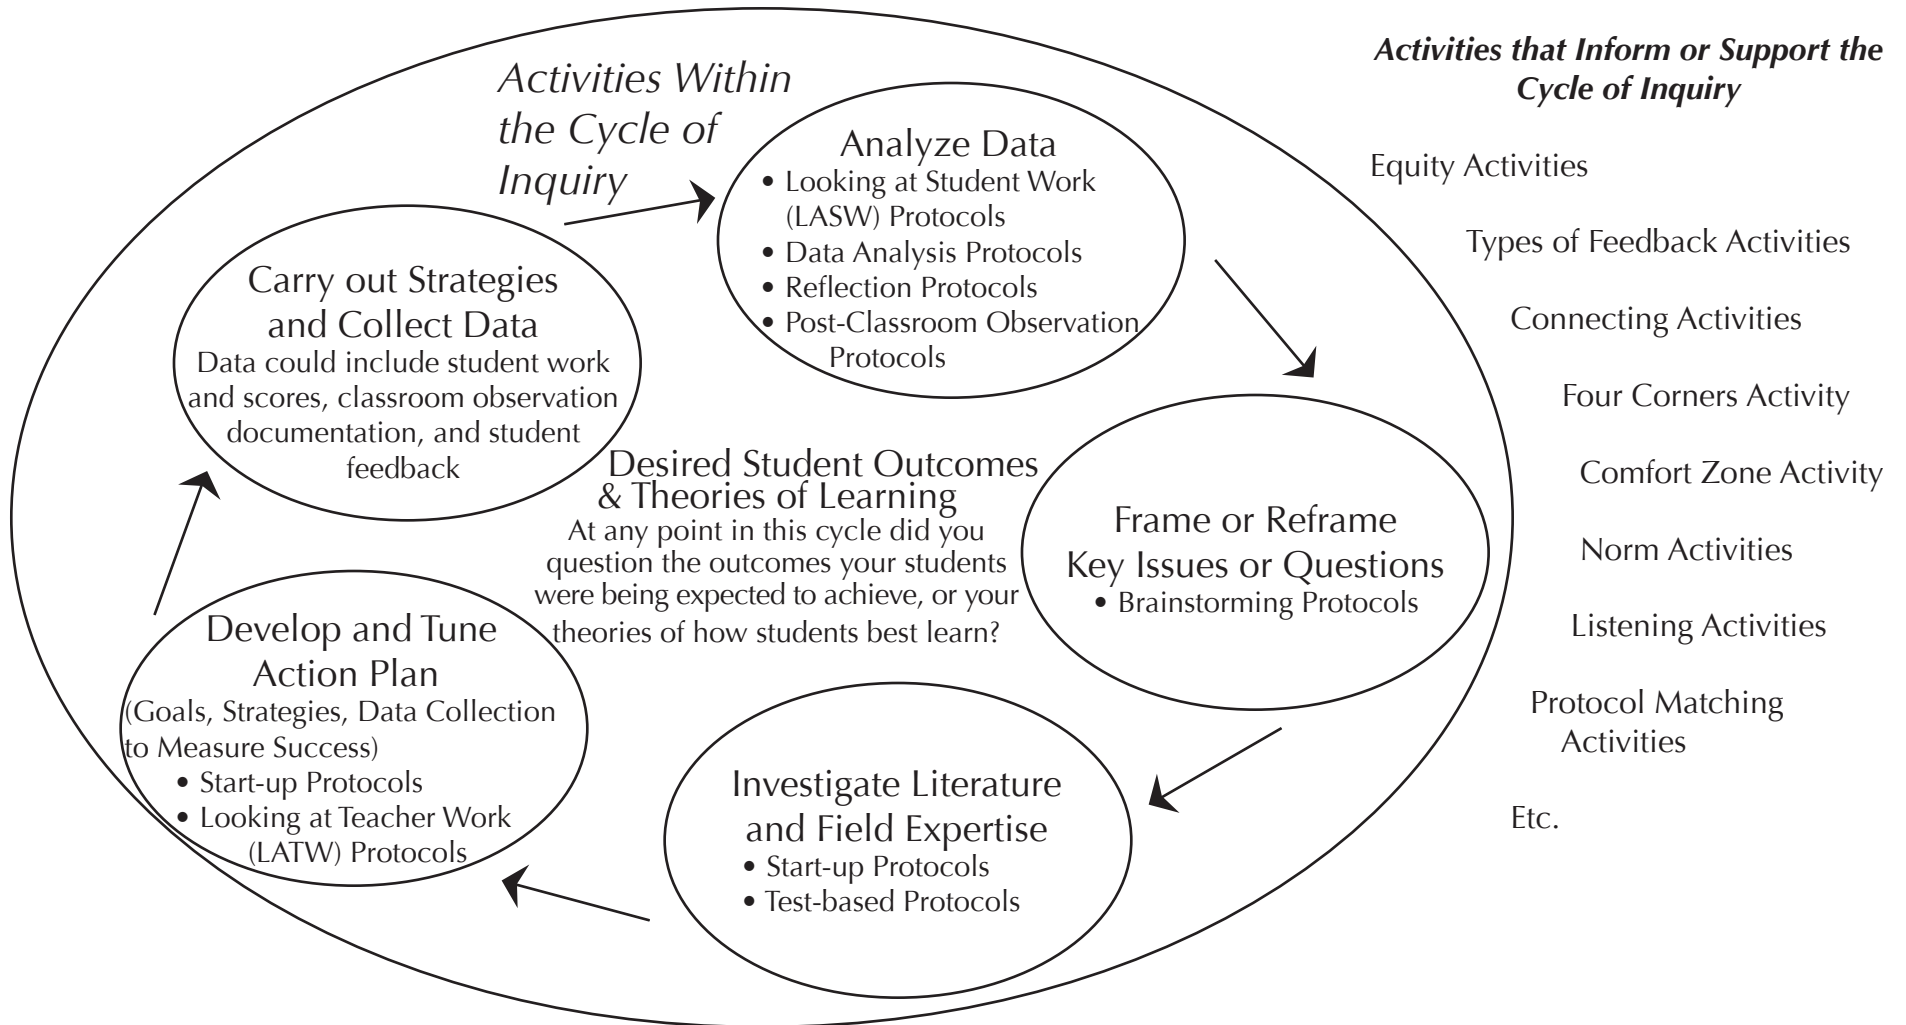 Activities Within
the Cycle of
Inquiry
Analyze Data
• Looking at Student Work
(LASW) Protocols
• Data Analysis Protocols
• Reflection Protocols
• Post-Classroom Observation
Protocols
Carry out Strategies
and Collect Data
Data could include student work
and scores, classroom observation
documentation, and student
feedback
Desired Student Outcomes
& Theories of Learning
At any point in this cycle did you
question the outcomes your students
were being expected to achieve, or your
theories of how students best learn?
Frame or Reframe
Key Issues or Questions
• Brainstorming Protocols
Develop and Tune
Action Plan
(Goals, Strategies, Data Collection
to Measure Success)
• Start-up Protocols
• Looking at Teacher Work
(LATW) Protocols
Investigate Literature
and Field Expertise
• Start-up Protocols
• Test-based Protocols
Activities that Inform or Support the
Cycle of Inquiry
Equity Activities
Types of Feedback Activities
Connecting Activities
Four Corners Activity
Comfort Zone Activity
Norm Activities
Listening Activities
Protocol Matching
Activities
Etc.